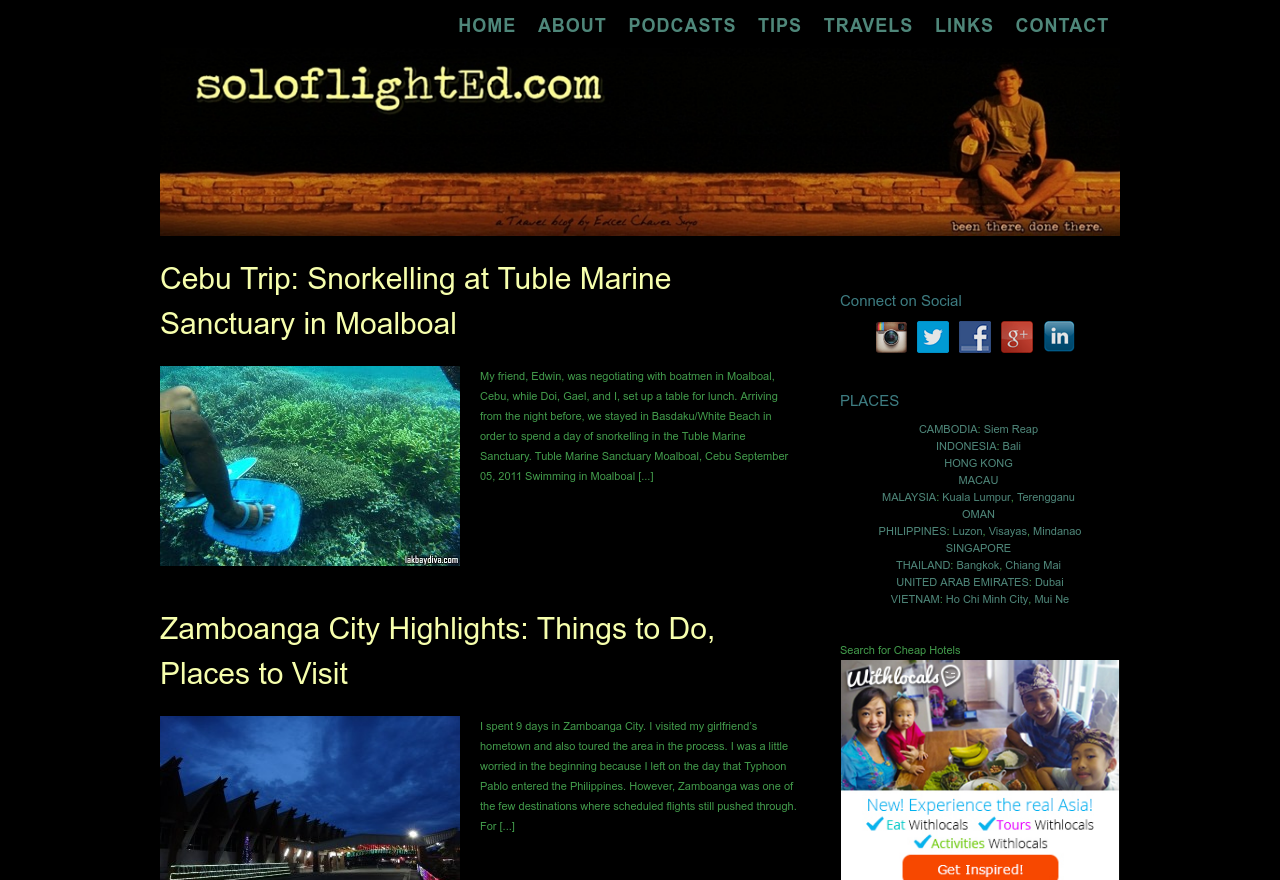 HOME ABOUT PODCASTS TIPS TRAVELS LINKS CONTACT
soloflightEd.com
a Travel blog by Edcel Chavez Suyo
been there, done there.
Cebu Trip: Snorkelling at Tuble Marine
Sanctuary in Moalboal
My friend, Edwin, was negotiating with boatmen in Moalboal,
Cebu, while Doi, Gael, and I, set up a table for lunch. Arriving
from the night before, we stayed in Basdaku/White Beach in
order to spend a day of snorkelling in the Tuble Marine
Sanctuary. Tuble Marine Sanctuary Moalboal, Cebu September
05, 2011 Swimming in Moalboal [...]
lakbaydiva.com
Zamboanga City Highlights: Things to Do,
Places to Visit
I spent 9 days in Zamboanga City. I visited my girlfriend's
hometown and also toured the area in the process. I was a little
worried in the beginning because I left on the day that Typhoon
Pablo entered the Philippines. However, Zamboanga was one of
the few destinations where scheduled flights still pushed through.
For [...]
Connect on Social
PLACES
CAMBODIA: Siem Reap
INDONESIA: Bali
HONG KONG
MACAU
MALAYSIA: Kuala Lumpur, Terengganu
OMAN
PHILIPPINES: Luzon, Visayas, Mindanao
SINGAPORE
THAILAND: Bangkok, Chiang Mai
UNITED ARAB EMIRATES: Dubai
VIETNAM: Ho Chi Minh City, Mui Ne
Search for Cheap Hotels
Withlocals
New! Experience the real Asia!
Eat Withlocals Tours Withlocals
Activities Withlocals
Get Inspired!